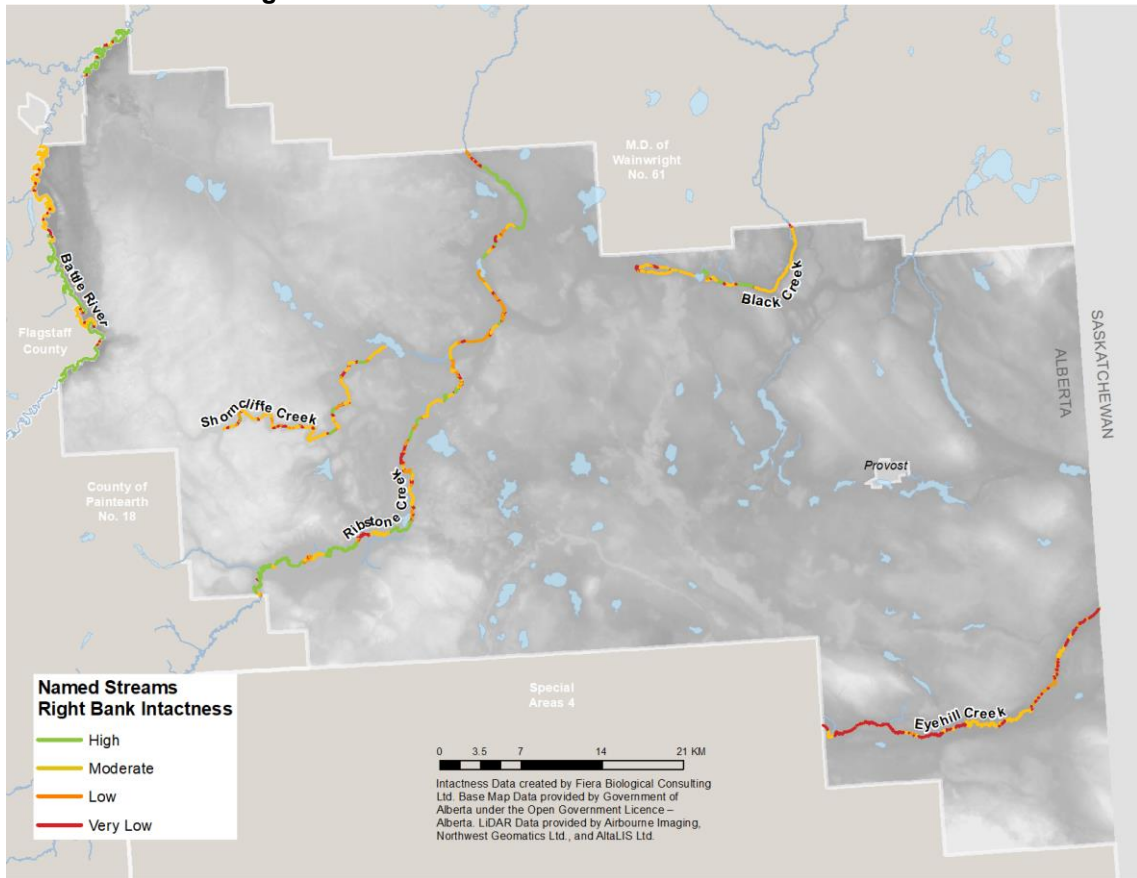 M.D. of
Wainwright
No. 61
Battle River
Flagstaff
County
Black Creek
SASKATCHEWAN
ALBERTA
Shorncliffe Creek
Provost
County of
Paintearth
No. 18
Ribstone Creek
Special
Areas 4
Eyehill Creek
Named Streams
Right Bank Intactness
High
Moderate
Low
Very Low
0 3.5 7 14 21 KM
Intactness Data created by Fiera Biological Consulting
Ltd. Base Map Data provided by Government of
Alberta under the Open Government Licence –
Alberta. LiDAR Data provided by Airbourne Imaging,
Northwest Geomatics Ltd., and AltaLIS Ltd.